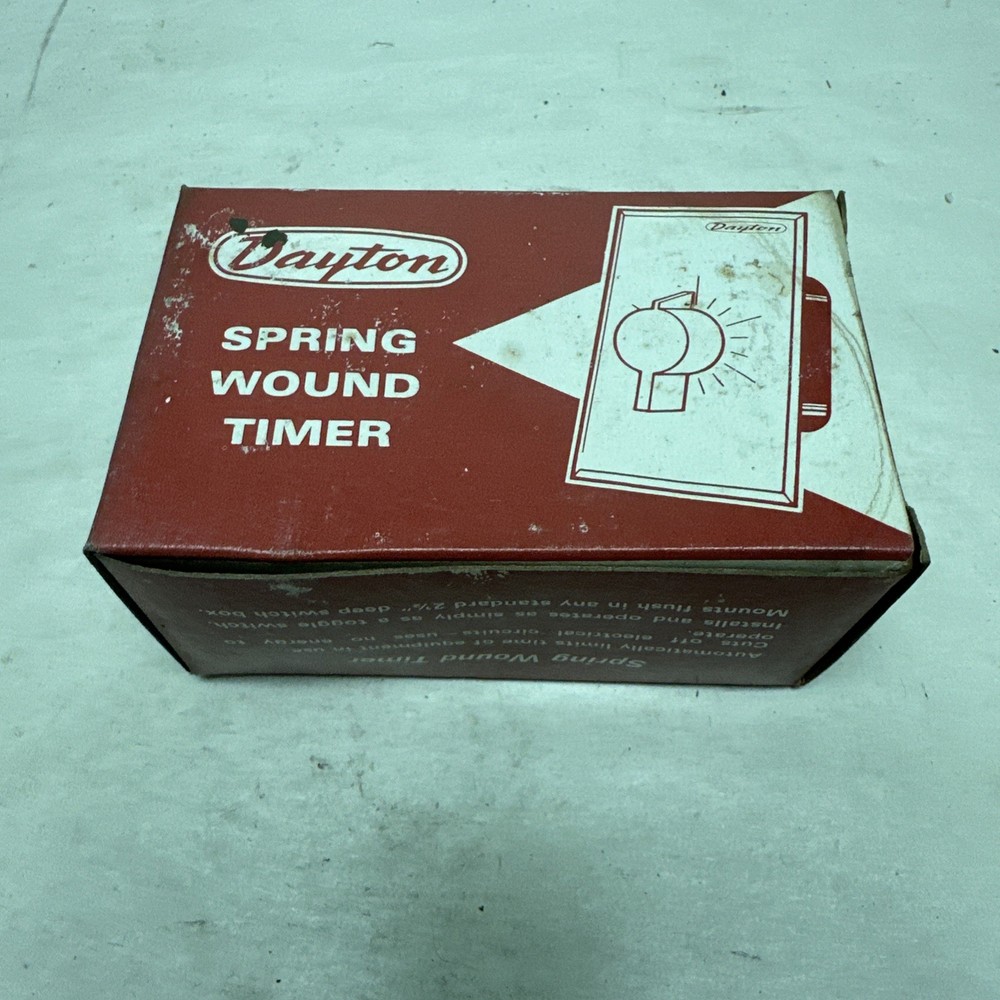 Dayton
SPRING
WOUND
TIMER
Dayton
Spring Wound Timer
Automatically limits time of equipment in use.
Cuts off electrical circuits - uses no energy to
operate.
Installs and operates as simply as a toggle switch.
Mounts flush in any standard 2½" deep switch box.